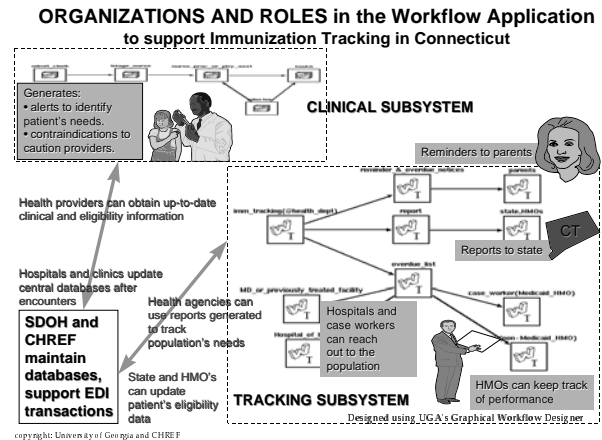 ORGANIZATIONS AND ROLES in the Workflow Application
to support Immunization Tracking in Connecticut
Generates:
• alerts to identify
patient's needs.
• contraindications to
caution providers.
CLINICAL SUBSYSTEM
Reminders to parents
reminder_&_overdue_notices
parents
Health providers can obtain up-to-date
clinical and eligibility information
imm_tracking(@health_dept)
report
state,HMOs
CT
T
T
T
Reports to state
overdue_list
T
Hospitals and clinics update
central databases after
encounters
MD_or_previously_treated_facility
case_worker(Medicaid_HMO)
Health agencies can
use reports generated
to track
population's needs
Hospitals and
case workers
can reach
out to the
population
SDOH and
CHREF
maintain
databases,
support EDI
transactions
Hospital_of
non-Medicaid_HMO)
State and HMO's
can update
patient's eligibility
data
HMOs can keep track
of performance
TRACKING SUBSYSTEM
Designed using UGA's Graphical Workflow Designer
copyright: University of Georgia and CHREF